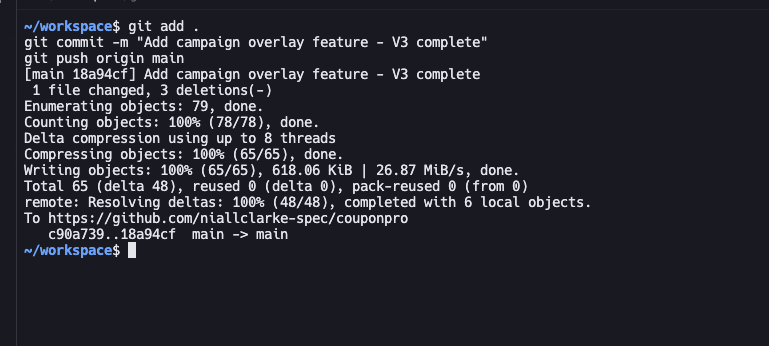 ~/workspace$ git add .
git commit -m "Add campaign overlay feature - V3 complete"
git push origin main
[main 18a94cf] Add campaign overlay feature - V3 complete
 1 file changed, 3 deletions(-)
Enumerating objects: 79, done.
Counting objects: 100% (78/78), done.
Delta compression using up to 8 threads
Compressing objects: 100% (65/65), done.
Writing objects: 100% (65/65), 618.06 KiB | 26.87 MiB/s, done.
Total 65 (delta 48), reused 0 (delta 0), pack-reused 0 (from 0)
remote: Resolving deltas: 100% (48/48), completed with 6 local objects.
To https://github.com/niallclarke-spec/couponpro
   c90a739..18a94cf  main -> main
~/workspace$